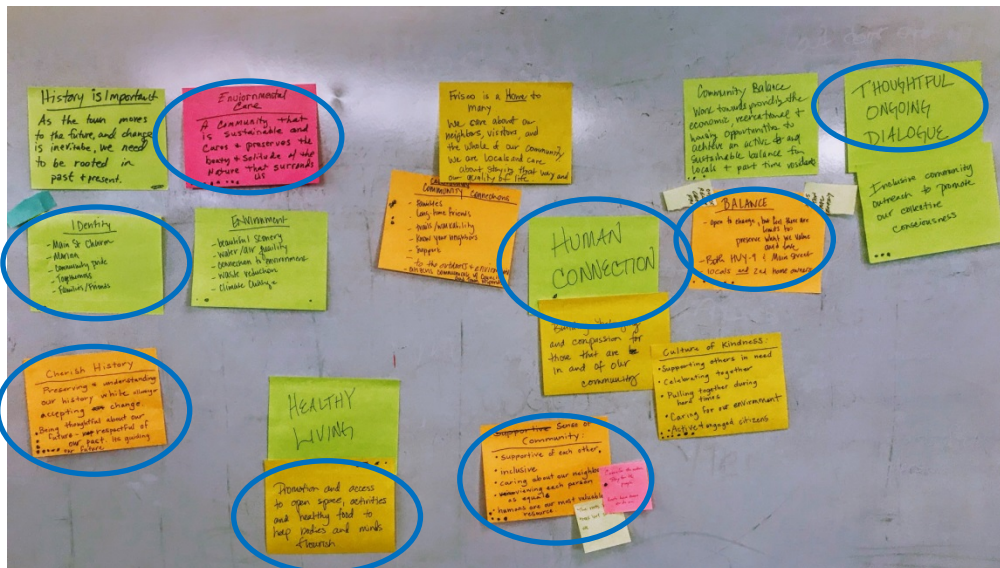 History is Important
As the town moves
to the future, and change
is inevitable, we need
to be rooted in
past + present.
Enviornmental
Care
A Community that
is sustainable and
Cares + preserves the
beauty + Solitude of the
Nature that surrounds
us
Frisco is a Home to
many
We care about our
neighbors, visitors, and
the whole of our community
We are locals and care
about staying that way and
our quality of life
Community Balance
Work towards providing the
economic, recreational &
housing opportunities to
achieve an active &
sustainable balance for
locals + part time residents
THOUGHTFUL
ONGOING
DIALOGUE
Inclusive community
outreach to promote
our collective
consciousness
Identity
- Main St Charm
- Marina
- Community pride
- Families/Friends
Environment
- beautiful scenery
- water/air quality
- connection to environment
- waste reduction
- Climate Change
Community Connections
- Families
- Long time friends
- trails/walkability
- Know your neighbors
- Support
HUMAN
CONNECTION
Building
and compassion for
those that are
in and of our
community
BALANCE
- open to change, but
preserve what we value
- Both HWY-9 & Main Street
locals and 2nd home owners
Culture of Kindness:
• Supporting others in need
• Celebrating together
• Pulling together during
hard times
• Caring for our environment
• Active + engaged citizens
Cherish History
Preserving & understanding
our history while always
accepting change
• Being thoughtful about our
future - respectful of
our past. Its guiding
our future
HEALTHY
LIVING
Promotion and access
to open space, activities
and healthy food to
help bodies and minds
flourish
Supportive Sense of
Community:
• supportive of each other,
• inclusive
• caring about our neighbor
• viewing each person
as equals
• humans are our most valuable
resource